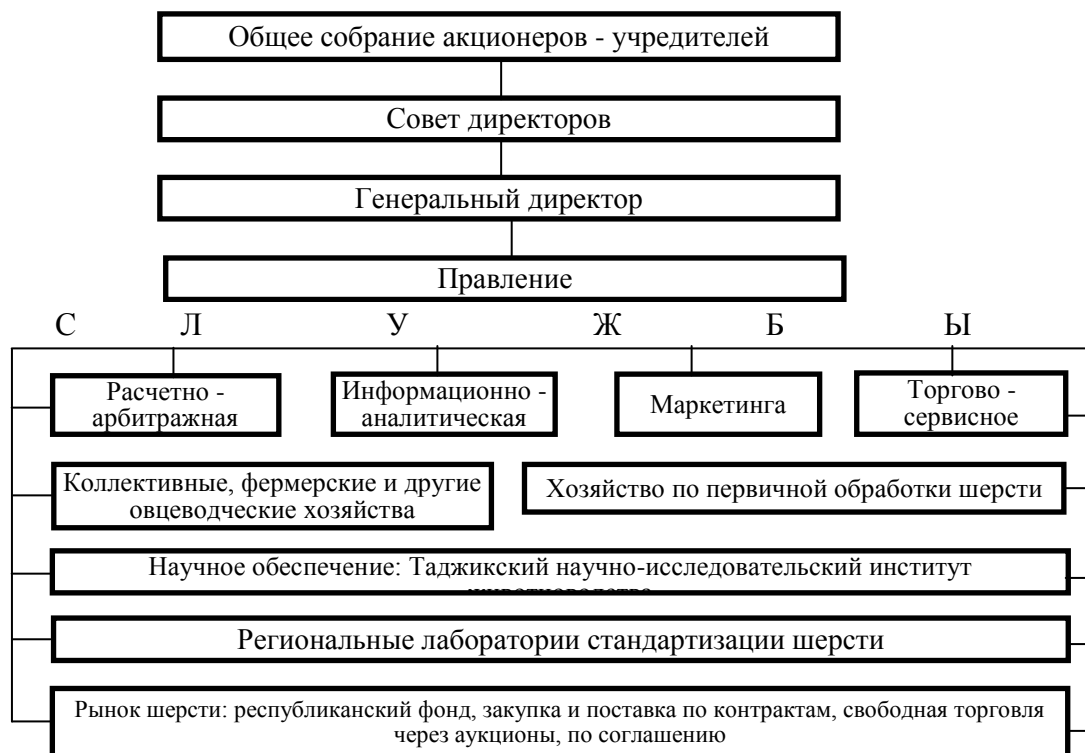 Общее собрание акционеров - учредителей
Совет директоров
Генеральный директор
Правление
С Л У Ж Б Ы
Расчетно -
арбитражная
Информационно -
аналитическая
Маркетинга
Торгово -
сервисное
Коллективные, фермерские и другие
овцеводческие хозяйства
Хозяйство по первичной обработки шерсти
Научное обеспечение: Таджикский научно-исследовательский институт
Региональные лаборатории стандартизации шерсти
Рынок шерсти: республиканский фонд, закупка и поставка по контрактам, свободная торговля
через аукционы, по соглашению